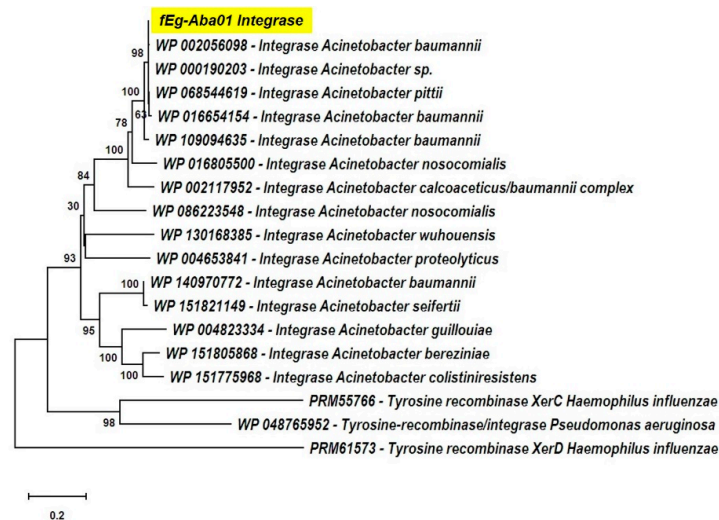 fEg-Aba01 Integrase
WP 002056098 - Integrase Acinetobacter baumannii
98
WP 000190203 - Integrase Acinetobacter sp.
100
WP 068544619 - Integrase Acinetobacter pittii
63
WP 016654154 - Integrase Acinetobacter baumannii
78
WP 109094635 - Integrase Acinetobacter baumannii
100
WP 016805500 - Integrase Acinetobacter nosocomialis
84
WP 002117952 - Integrase Acinetobacter calcoaceticus/baumannii complex
30
WP 086223548 - Integrase Acinetobacter nosocomialis
WP 130168385 - Integrase Acinetobacter wuhouensis
93
WP 004653841 - Integrase Acinetobacter proteolyticus
100
WP 140970772 - Integrase Acinetobacter baumannii
WP 151821149 - Integrase Acinetobacter seifertii
95
WP 004823334 - Integrase Acinetobacter guillouiae
100
WP 151805868 - Integrase Acinetobacter bereziniae
100
WP 151775968 - Integrase Acinetobacter colistiniresistens
PRM55766 - Tyrosine recombinase XerC Haemophilus influenzae
98
WP 048765952 - Tyrosine-recombinase/integrase Pseudomonas aeruginosa
PRM61573 - Tyrosine recombinase XerD Haemophilus influenzae
0.2